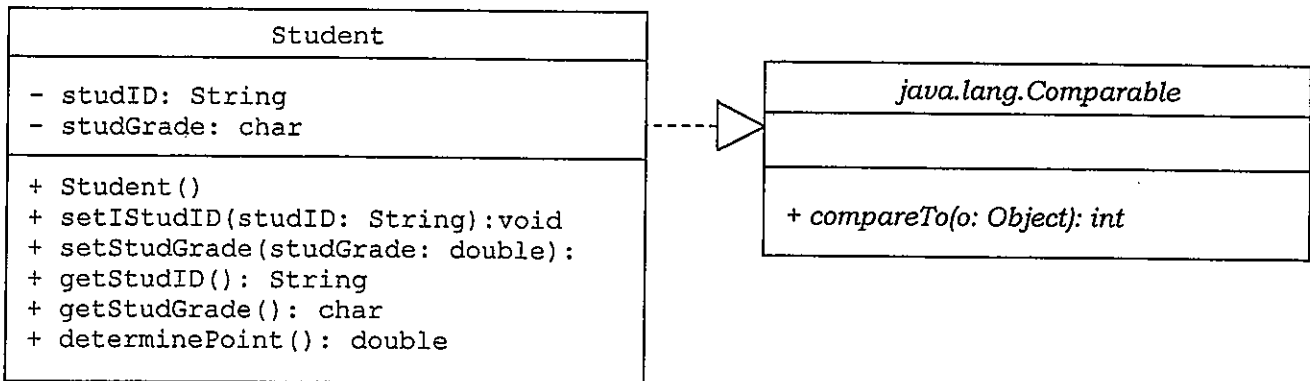 Student
- studID: String
- studGrade: char
+ Student()
+ setIStudID(studID: String):void
+ setStudGrade(studGrade: double):
+ getStudID(): String
+ getStudGrade(): char
+ determinePoint(): double
java.lang.Comparable
+ compareTo(o: Object): int